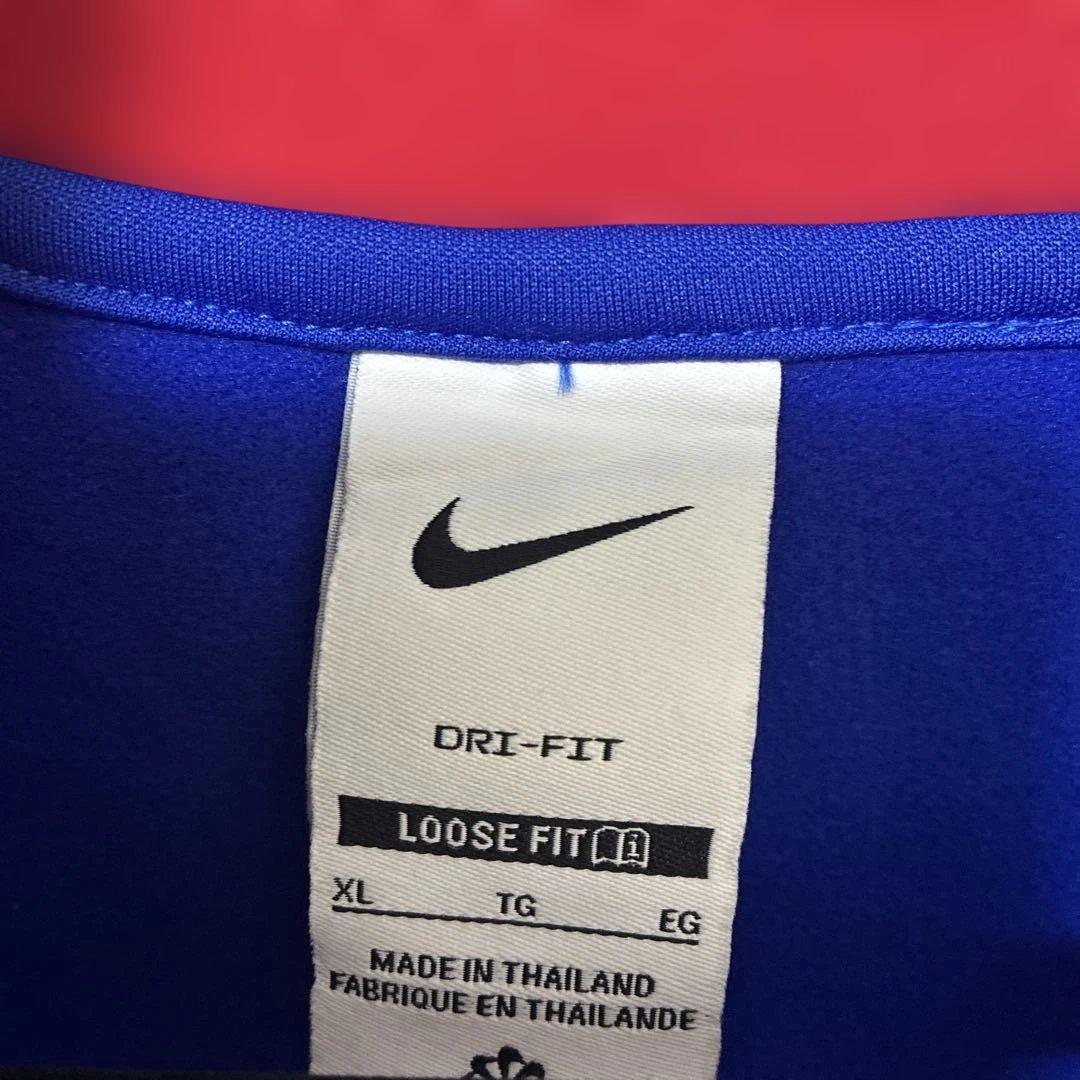 DRI-FIT
LOOSE FIT
XL TG EG
MADE IN THAILAND
FABRIQUE EN THAILANDE